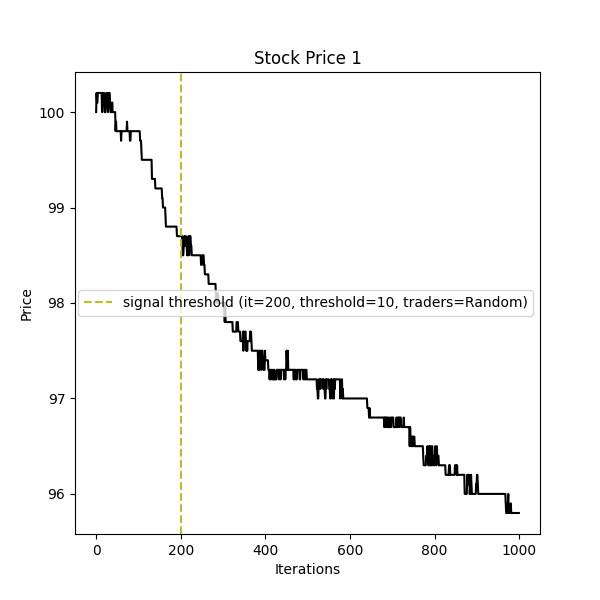 Stock Price 1
100
99
98
97
96
Price
signal threshold (it=200, threshold=10, traders=Random)
0 200 400 600 800 1000
Iterations